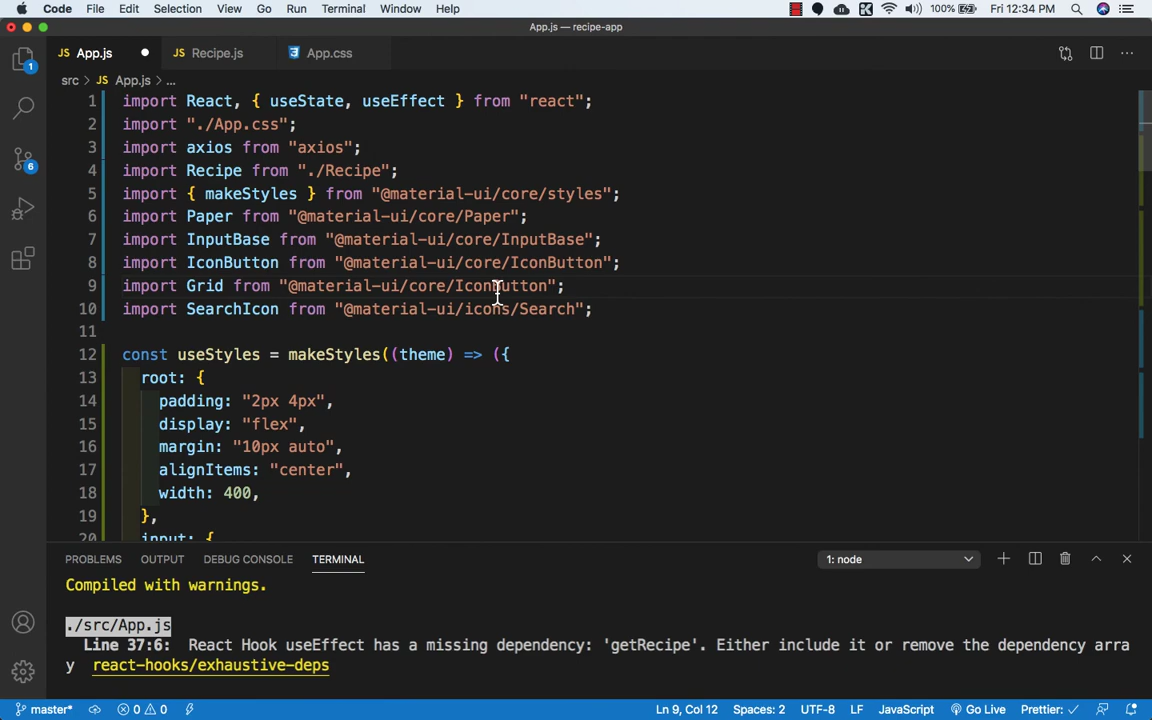 Code File Edit Selection View Go Run Terminal Window Help 100% Fri 12:34 PM
App.js — recipe-app
JS App.js JS Recipe.js App.css
1
src > JS App.js > ...
1 import React, { useState, useEffect } from "react";
2 import "./App.css";
3 import axios from "axios";
4 import Recipe from "./Recipe";
6
5 import { makeStyles } from "@material-ui/core/styles";
6 import Paper from "@material-ui/core/Paper";
7 import InputBase from "@material-ui/core/InputBase";
8 import IconButton from "@material-ui/core/IconButton";
9 import Grid from "@material-ui/core/IconButton";
10 import SearchIcon from "@material-ui/icons/Search";
11
12 const useStyles = makeStyles((theme) => ({
13 root: {
14 padding: "2px 4px",
15 display: "flex",
16 margin: "10px auto",
17 alignItems: "center",
18 width: 400,
19 },
20 input: {
PROBLEMS OUTPUT DEBUG CONSOLE TERMINAL 1: node
Compiled with warnings.
./src/App.js
Line 37:6: React Hook useEffect has a missing dependency: 'getRecipe'. Either include it or remove the dependency arra
y react-hooks/exhaustive-deps
master* 0 0 Ln 9, Col 12 Spaces: 2 UTF-8 LF JavaScript Go Live Prettier: ✓